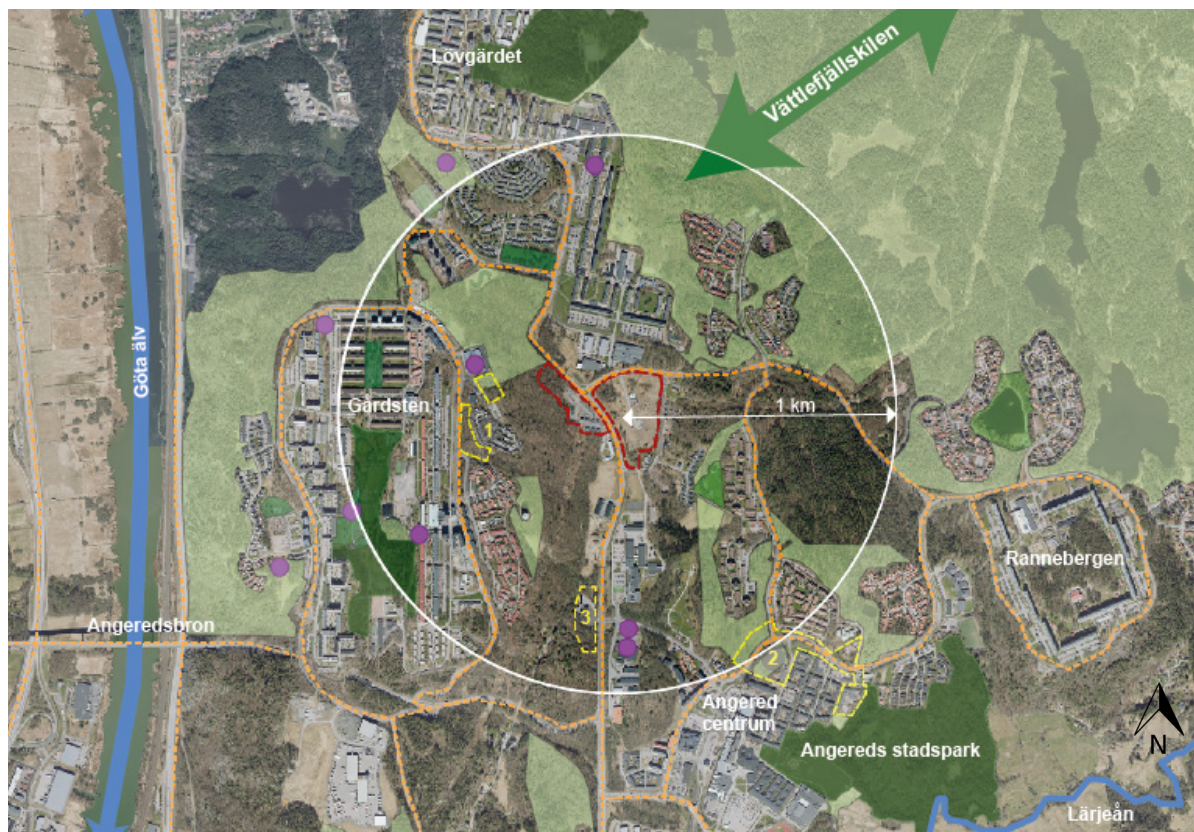 Lövgärdet
Vättlefjällskilen
Göta älv
Gårdsten
1 km
1
Rannebergen
3
Angeredsbron
2
Angered
centrum
Angereds stadspark
N
Lärjeån